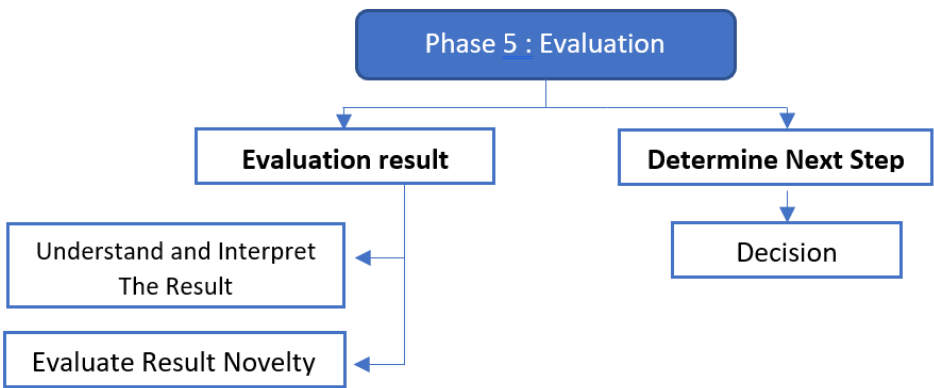 Phase 5 : Evaluation
Evaluation result
Determine Next Step
Understand and Interpret
The Result
Decision
Evaluate Result Novelty